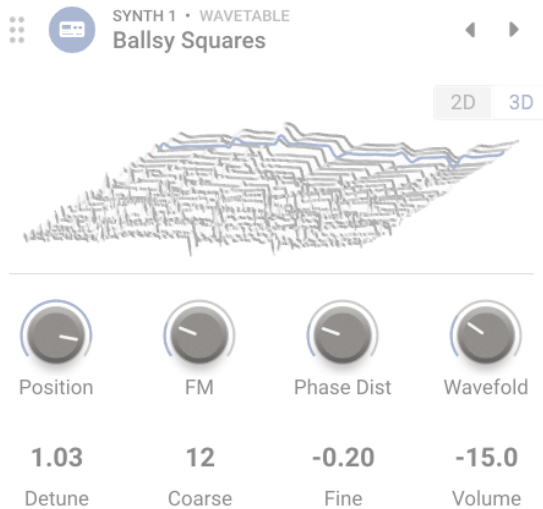 SYNTH 1 • WAVETABLE
Ballsy Squares
2D 3D
Position FM Phase Dist Wavefold
1.03 12 -0.20 -15.0
Detune Coarse Fine Volume